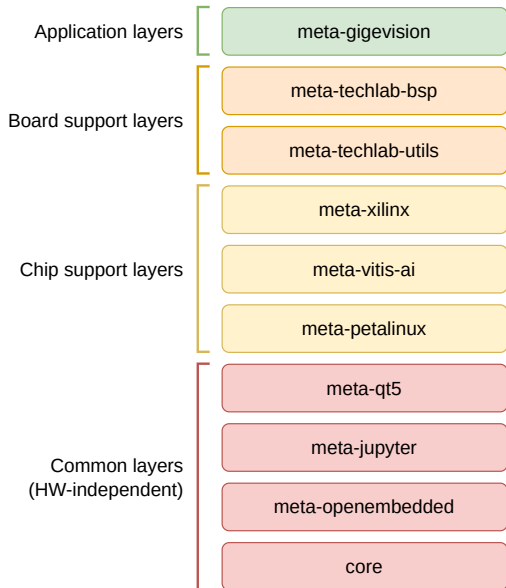 Application layers
meta-gigevision
Board support layers
meta-techlab-bsp
meta-techlab-utils
Chip support layers
meta-xilinx
meta-vitis-ai
meta-petalinux
Common layers
(HW-independent)
meta-qt5
meta-jupyter
meta-openembedded
core